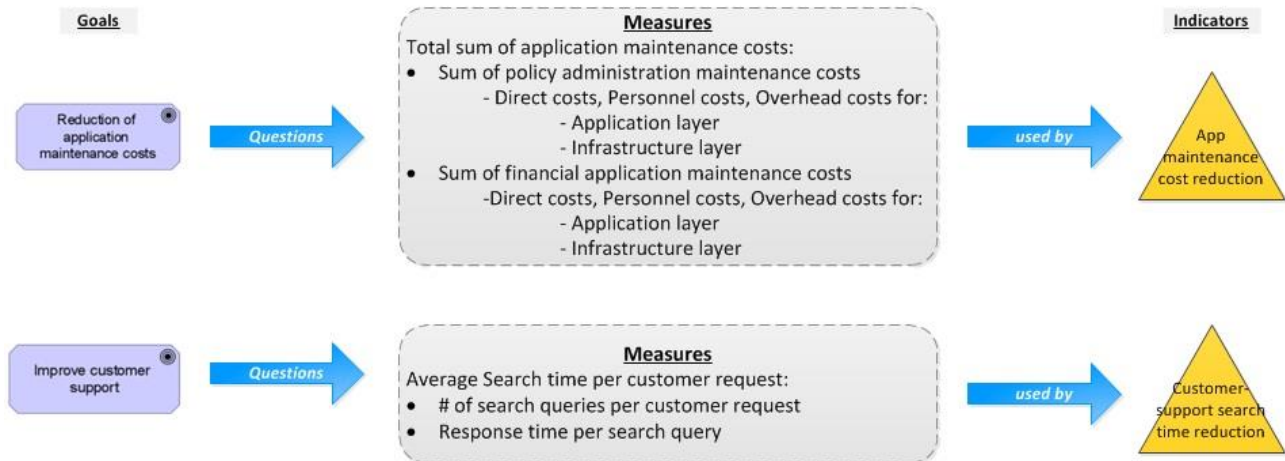 Goals
Measures
Indicators
Total sum of application maintenance costs:
• Sum of policy administration maintenance costs
- Direct costs, Personnel costs, Overhead costs for:
- Application layer
- Infrastructure layer
• Sum of financial application maintenance costs
-Direct costs, Personnel costs, Overhead costs for:
- Application layer
- Infrastructure layer
Reduction of
application
maintenance costs
Questions
used by
App
maintenance
cost reduction
Improve customer
support
Questions
Measures
Average Search time per customer request:
• # of search queries per customer request
• Response time per search query
used by
Customer-
support search
time reduction